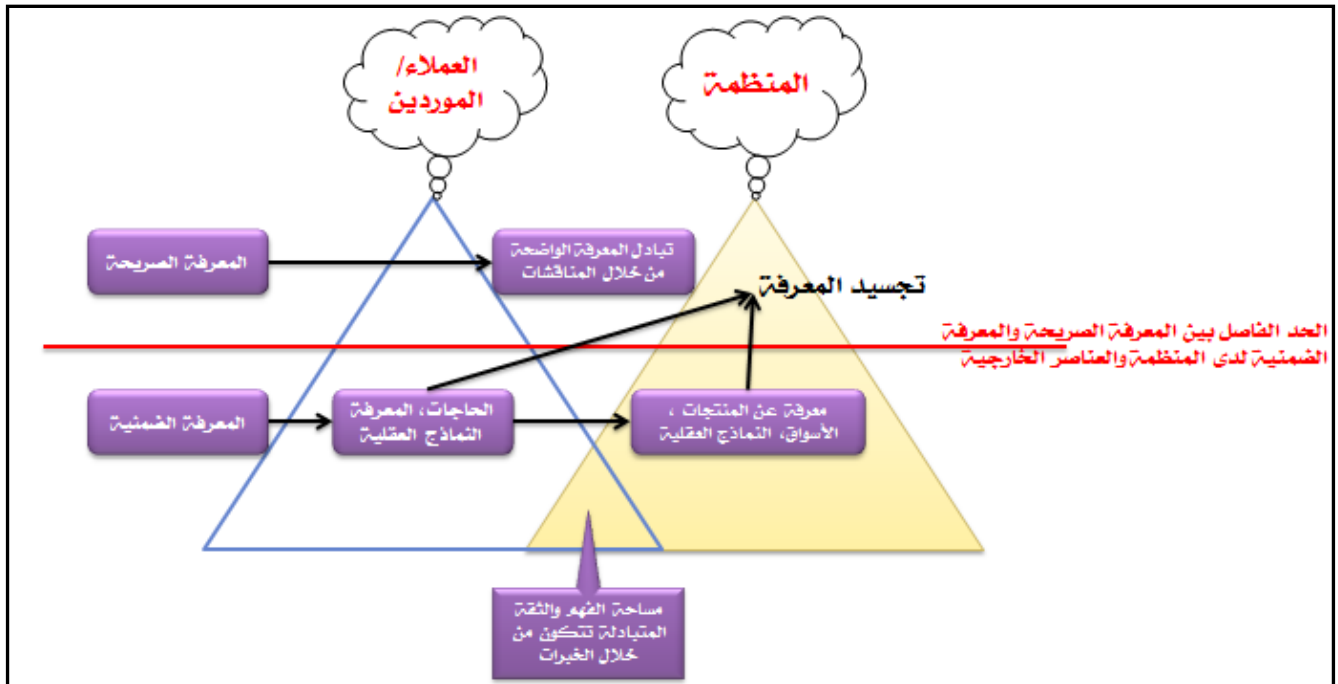 العملاء/
الموردين
المنظمة
المعرفة الصريحة
تبادل المعرفة الواضحة
من خلال المناقشات
تجسيد المعرفة
الحد الفاصل بين المعرفة الصريحة والمعرفة
الضمنية لدى المنظمة والعناصر الخارجية
المعرفة الضمنية
الحاجات، المعرفة
النماذج العقلية
معرفة عن المنتجات ،
الأسواق، النماذج العقلية
مساحة الفهم والثقة
المتبادلة تتكون من
خلال الخبرات